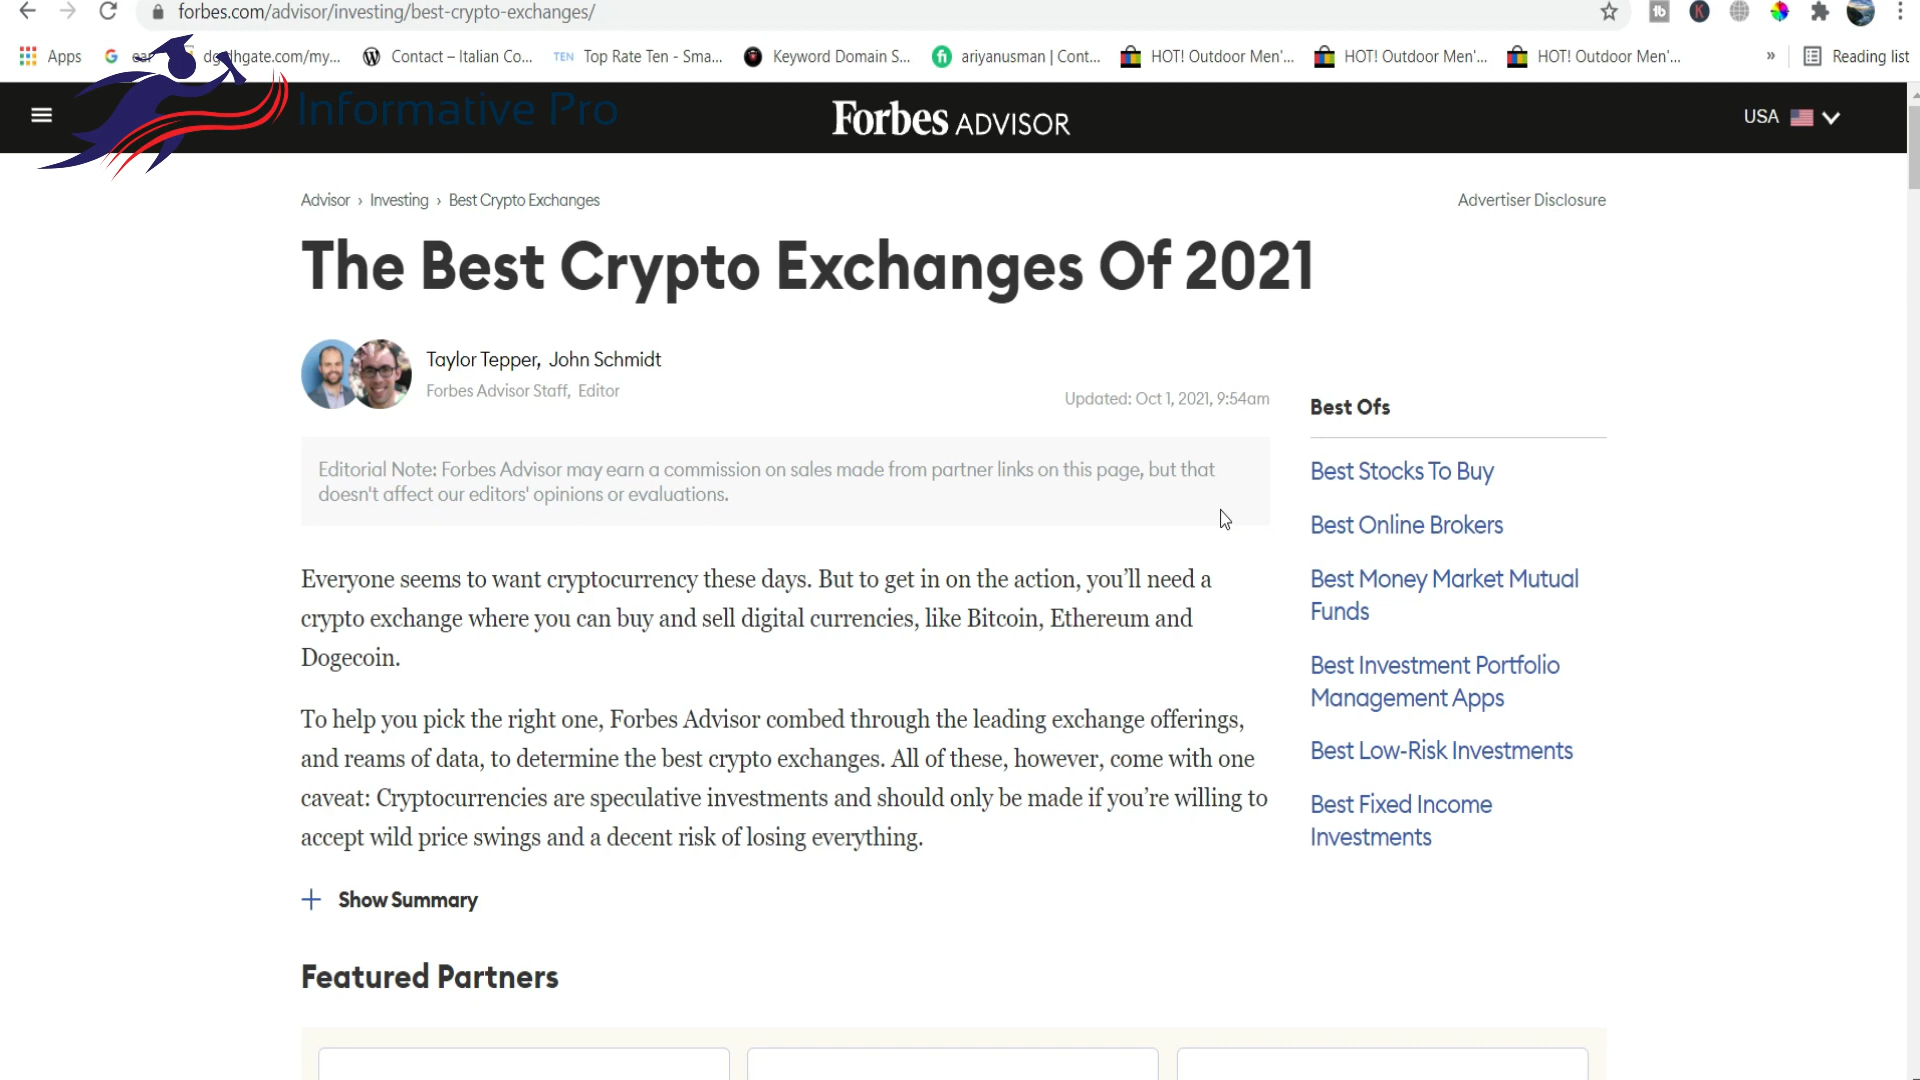 forbes.com/advisor/investing/best-crypto-exchanges/
Apps
Contact – Italian Co...
TEN Top Rate Ten - Sma...
Keyword Domain S...
ariyanusman | Cont...
HOT! Outdoor Men'...
HOT! Outdoor Men'...
HOT! Outdoor Men'...
»
Reading list
Informative Pro
Forbes ADVISOR
USA
Advisor › Investing › Best Crypto Exchanges
Advertiser Disclosure
The Best Crypto Exchanges Of 2021
Taylor Tepper, John Schmidt
Forbes Advisor Staff, Editor
Updated: Oct 1, 2021, 9:54am
Editorial Note: Forbes Advisor may earn a commission on sales made from partner links on this page, but that
doesn't affect our editors' opinions or evaluations.
Everyone seems to want cryptocurrency these days. But to get in on the action, you’ll need a
crypto exchange where you can buy and sell digital currencies, like Bitcoin, Ethereum and
Dogecoin.
To help you pick the right one, Forbes Advisor combed through the leading exchange offerings,
and reams of data, to determine the best crypto exchanges. All of these, however, come with one
caveat: Cryptocurrencies are speculative investments and should only be made if you’re willing to
accept wild price swings and a decent risk of losing everything.
Show Summary
Featured Partners
Best Ofs
Best Stocks To Buy
Best Online Brokers
Best Money Market Mutual
Funds
Best Investment Portfolio
Management Apps
Best Low-Risk Investments
Best Fixed Income
Investments